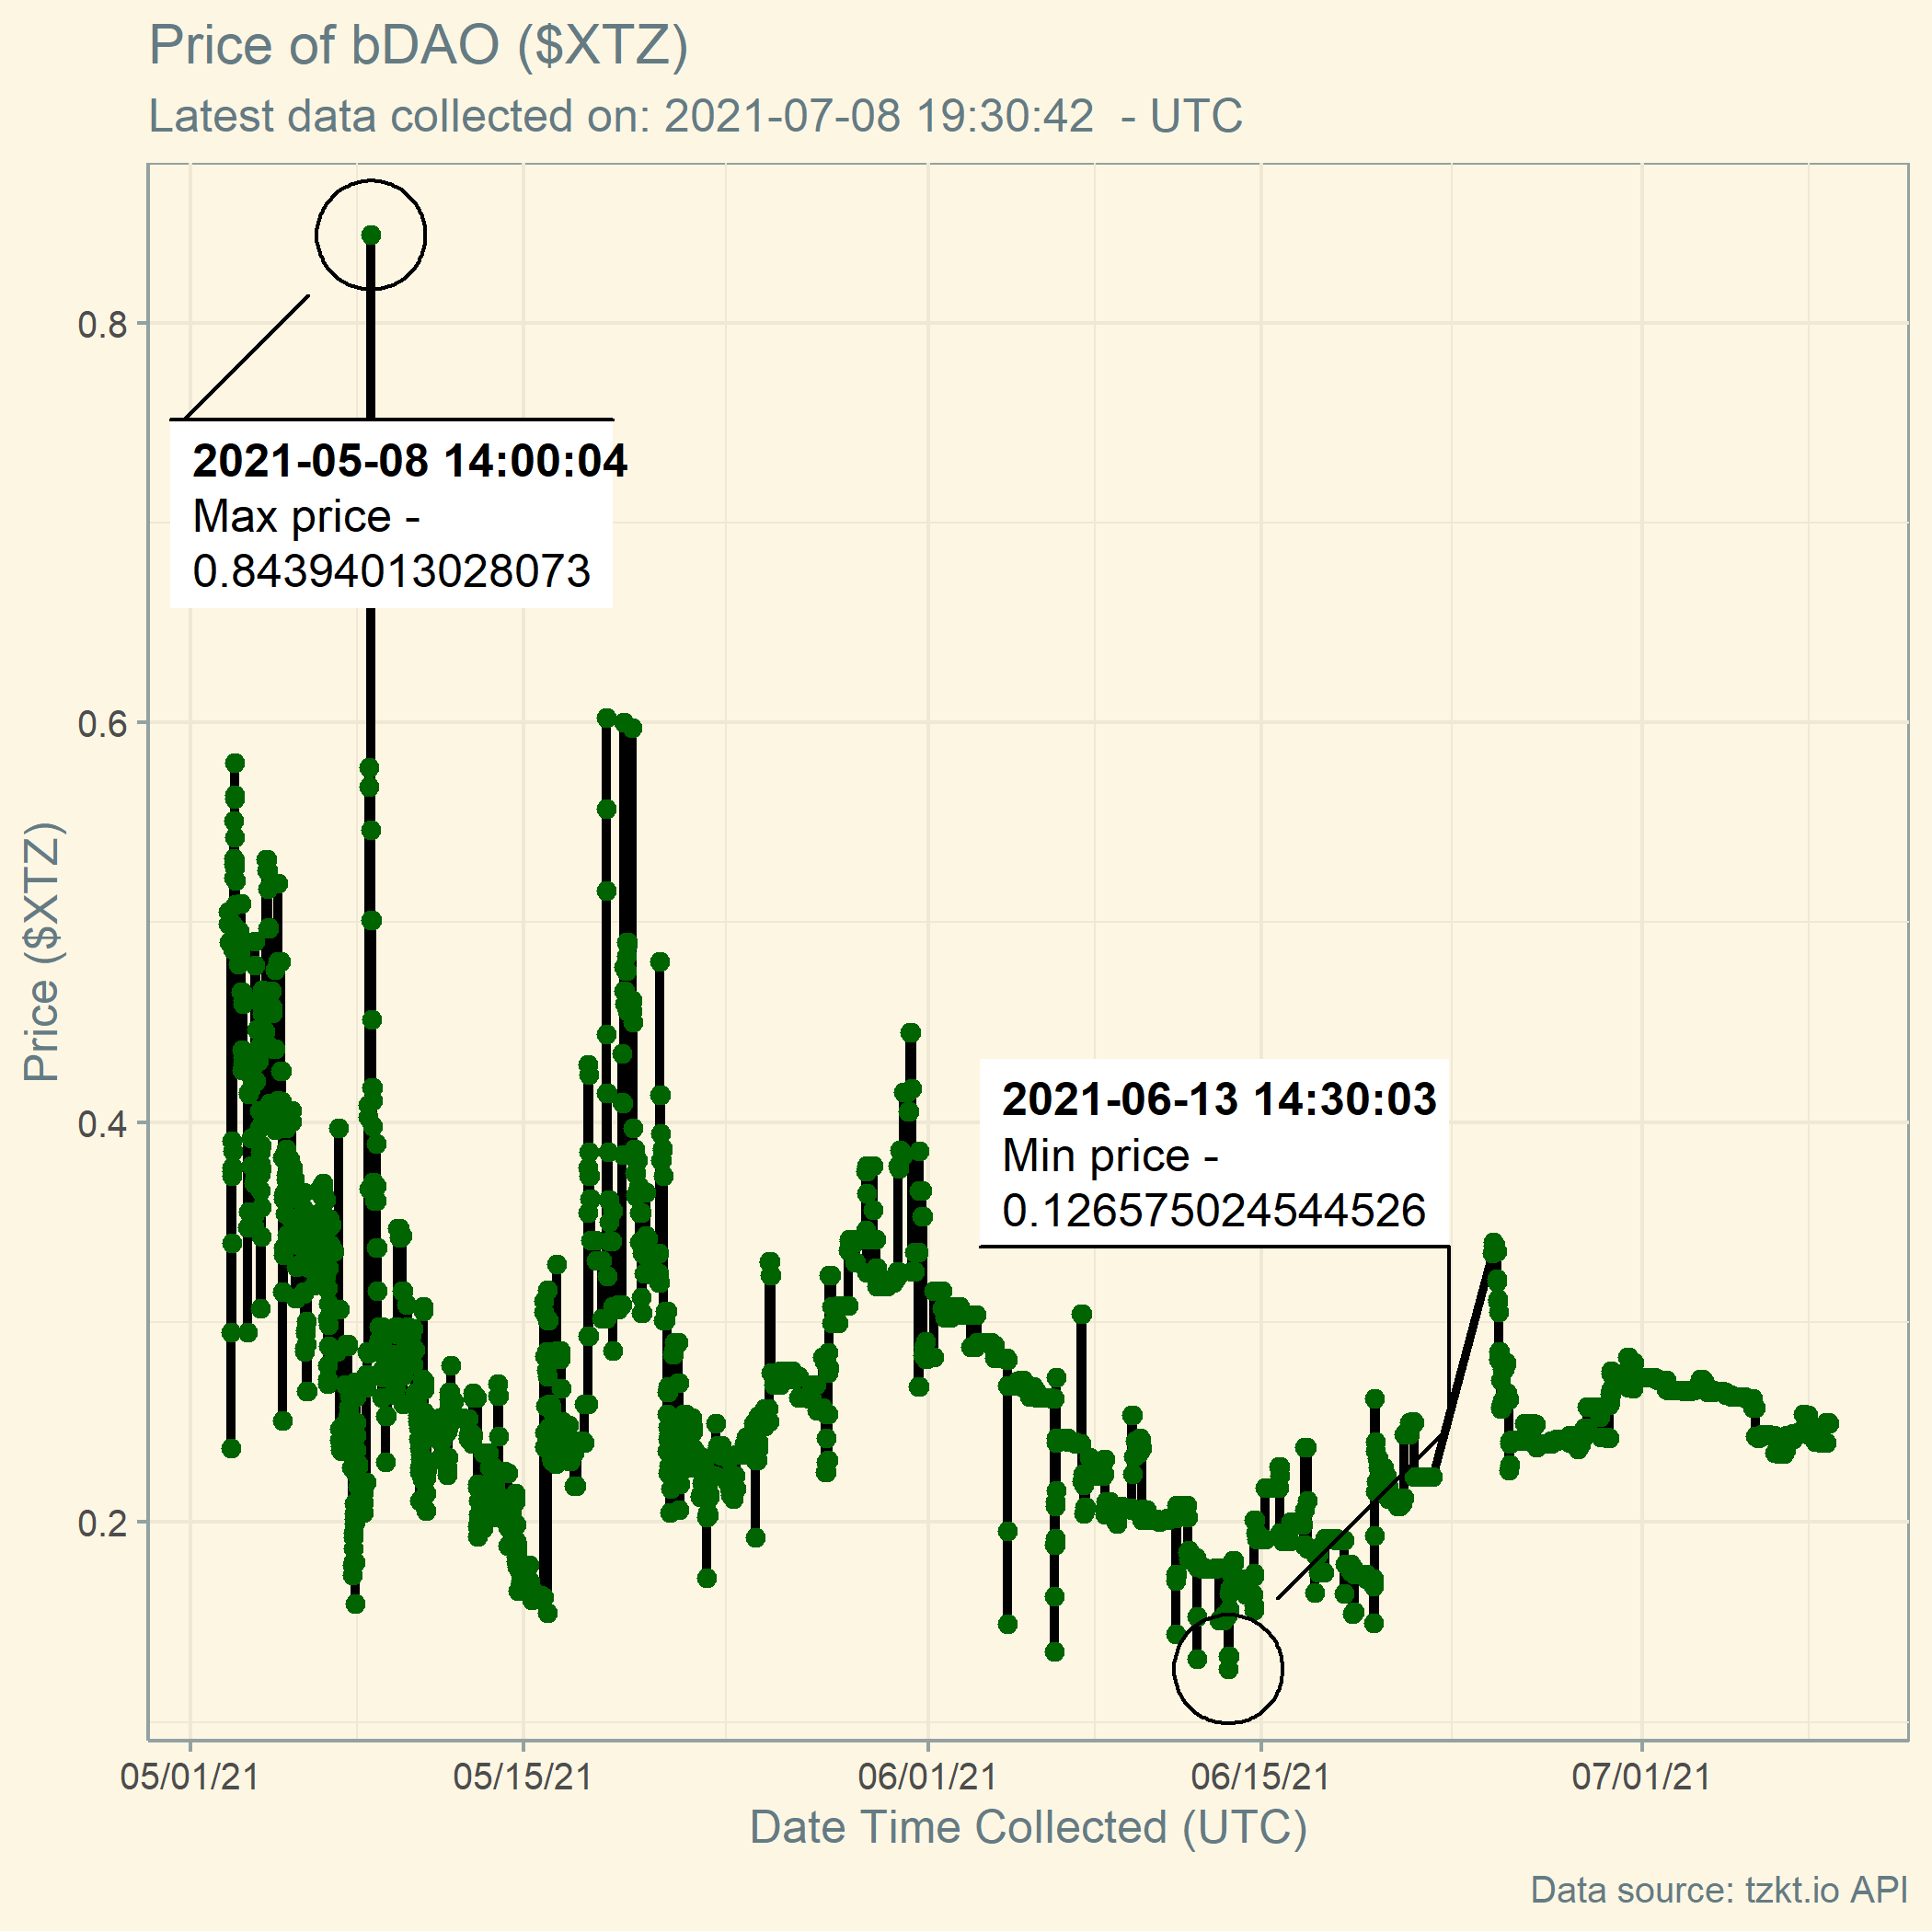 Price of bDAO ($XTZ)
Latest data collected on: 2021-07-08 19:30:42  - UTC
Price ($XTZ)
0.8
0.6
0.4
0.2
2021-05-08 14:00:04
Max price -
0.84394013028073
2021-06-13 14:30:03
Min price -
0.126575024544526
05/01/21
05/15/21
06/01/21
06/15/21
07/01/21
Date Time Collected (UTC)
Data source: tzkt.io API